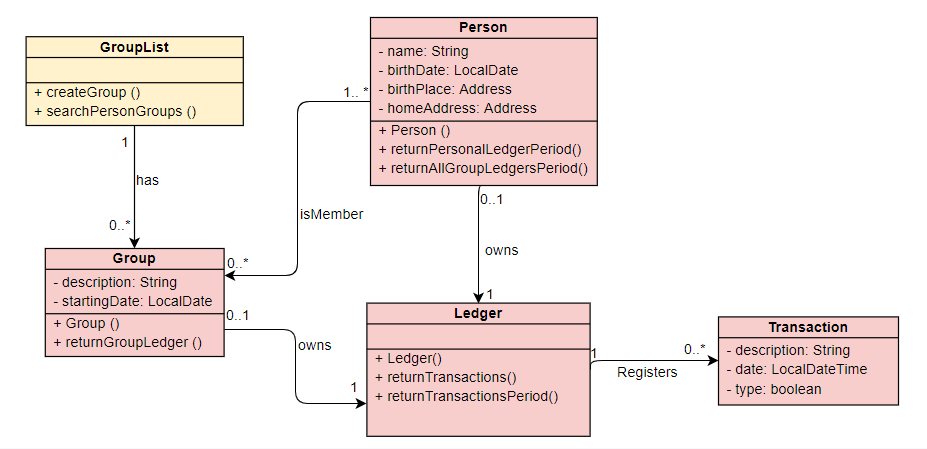 GroupList
+ createGroup ()
+ searchPersonGroups ()
1
has
0..*
Person
- name: String
- birthDate: LocalDate
- birthPlace: Address
- homeAddress: Address
+ Person ()
+ returnPersonalLedgerPeriod()
+ returnAllGroupLedgersPeriod()
1.. *
isMember
0..*
0..1
owns
1
Group
- description: String
- startingDate: LocalDate
+ Group ()
+ returnGroupLedger ()
0..1
owns
1
Ledger
+ Ledger()
+ returnTransactions()
+ returnTransactionsPeriod()
1
Registers
0..*
Transaction
- description: String
- date: LocalDateTime
- type: boolean